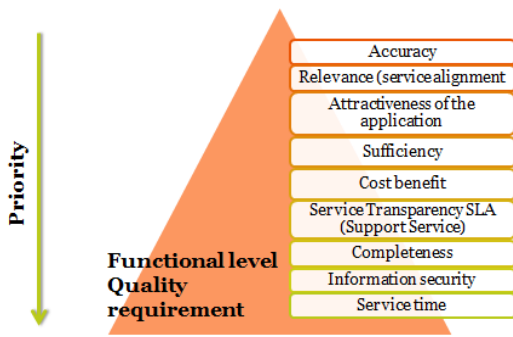 Priority
Accuracy
Relevance (service alignment
Attractiveness of the
application
Sufficiency
Cost benefit
Service Transparency SLA
(Support Service)
Completeness
Information security
Service time
Functional level
Quality
requirement